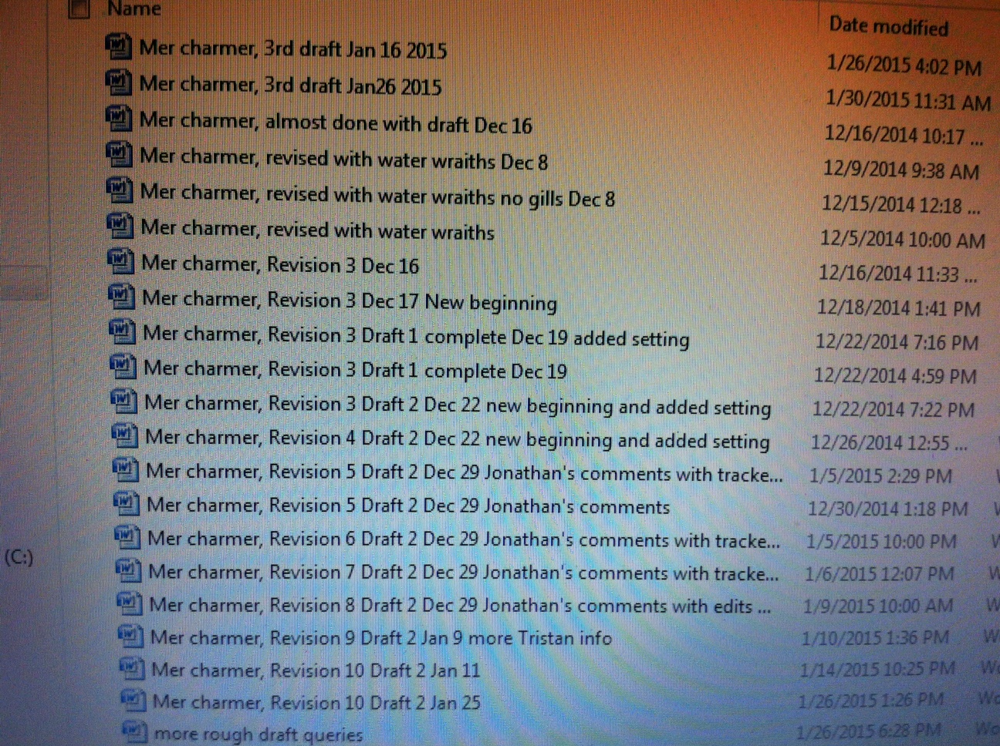 Name Date modified
Mer charmer, 3rd draft Jan 16 2015 1/26/2015 4:02 PM
Mer charmer, 3rd draft Jan26 2015 1/30/2015 11:31 AM
Mer charmer, almost done with draft Dec 16 12/16/2014 10:17 ...
Mer charmer, revised with water wraiths Dec 8 12/9/2014 9:38 AM
Mer charmer, revised with water wraiths no gills Dec 8 12/15/2014 12:18 ...
Mer charmer, revised with water wraiths 12/5/2014 10:00 AM
Mer charmer, Revision 3 Dec 16 12/16/2014 11:33 ...
Mer charmer, Revision 3 Dec 17 New beginning 12/18/2014 1:41 PM
Mer charmer, Revision 3 Draft 1 complete Dec 19 added setting 12/22/2014 7:16 PM
Mer charmer, Revision 3 Draft 1 complete Dec 19 12/22/2014 4:59 PM
Mer charmer, Revision 3 Draft 2 Dec 22 new beginning and added setting 12/22/2014 7:22 PM
Mer charmer, Revision 4 Draft 2 Dec 22 new beginning and added setting 12/26/2014 12:55 ...
Mer charmer, Revision 5 Draft 2 Dec 29 Jonathan's comments with tracke... 1/5/2015 2:29 PM
Mer charmer, Revision 5 Draft 2 Dec 29 Jonathan's comments 12/30/2014 1:18 PM
Mer charmer, Revision 6 Draft 2 Dec 29 Jonathan's comments with tracke... 1/5/2015 10:00 PM
(C:)
Mer charmer, Revision 7 Draft 2 Dec 29 Jonathan's comments with tracke... 1/6/2015 12:07 PM W
Mer charmer, Revision 8 Draft 2 Dec 29 Jonathan's comments with edits ... 1/9/2015 10:00 AM W
Mer charmer, Revision 9 Draft 2 Jan 9 more Tristan info 1/10/2015 1:36 PM W
Mer charmer, Revision 10 Draft 2 Jan 11 1/14/2015 10:25 PM Wo
Mer charmer, Revision 10 Draft 2 Jan 25 1/26/2015 1:26 PM Wo
more rough draft queries 1/26/2015 6:28 PM Wo